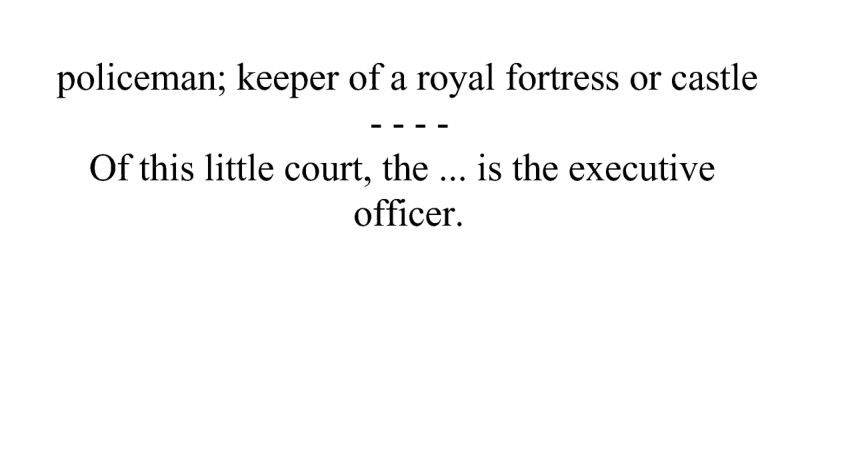 policeman; keeper of a royal fortress or castle
- - - -
Of this little court, the ... is the executive
officer.